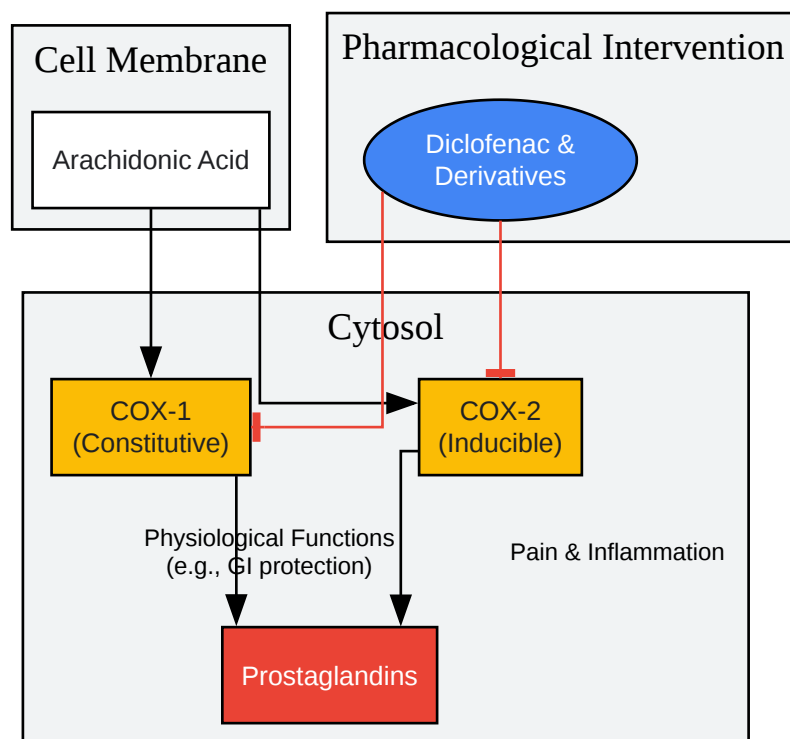 Cell Membrane
Arachidonic Acid
Pharmacological Intervention
Diclofenac &
Derivatives
Cytosol
COX-1
(Constitutive)
COX-2
(Inducible)
Physiological Functions
(e.g., GI protection)
Pain & Inflammation
Prostaglandins